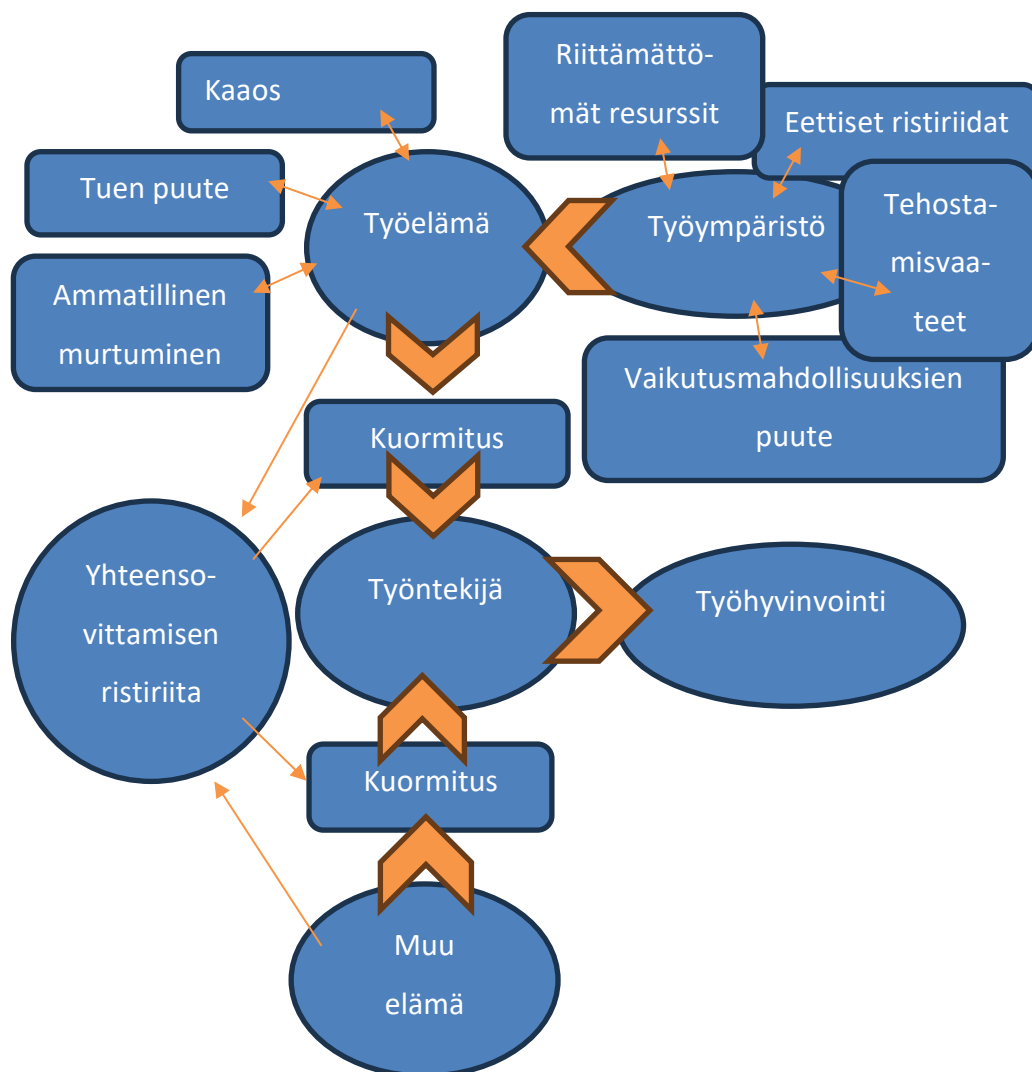 Kaaos
Riittämättö-
mät resurssit
Eettiset ristiriidat
Tuen puute
Työelämä
Työympäristö
Tehosta-
misvaa-
teet
Ammatillinen
murtuminen
Vaikutusmahdollisuuksien
puute
Kuormitus
Yhteenso-
vittamisen
ristiriita
Työntekijä
Työhyvinvointi
Kuormitus
Muu
elämä